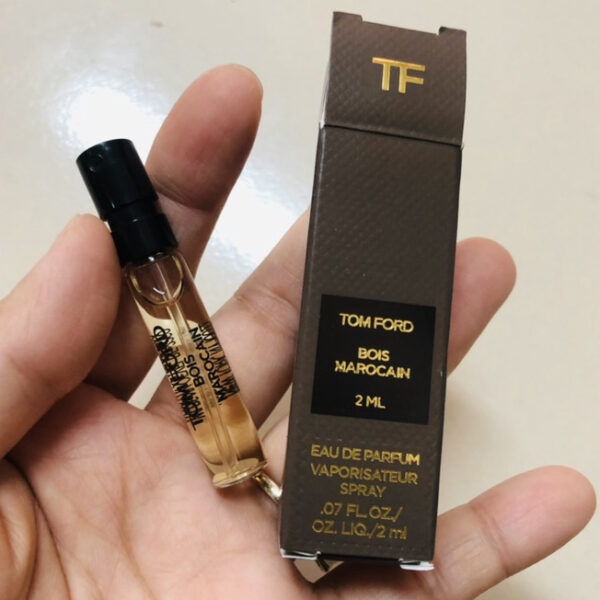 TF
TOM FORD
BOIS
MAROCAIN
2 ML
EAU DE PARFUM
VAPORISATEUR
SPRAY
.07 FL.OZ./
OZ. LIQ./2 ml
TOM FORD
BOIS
MAROCAIN